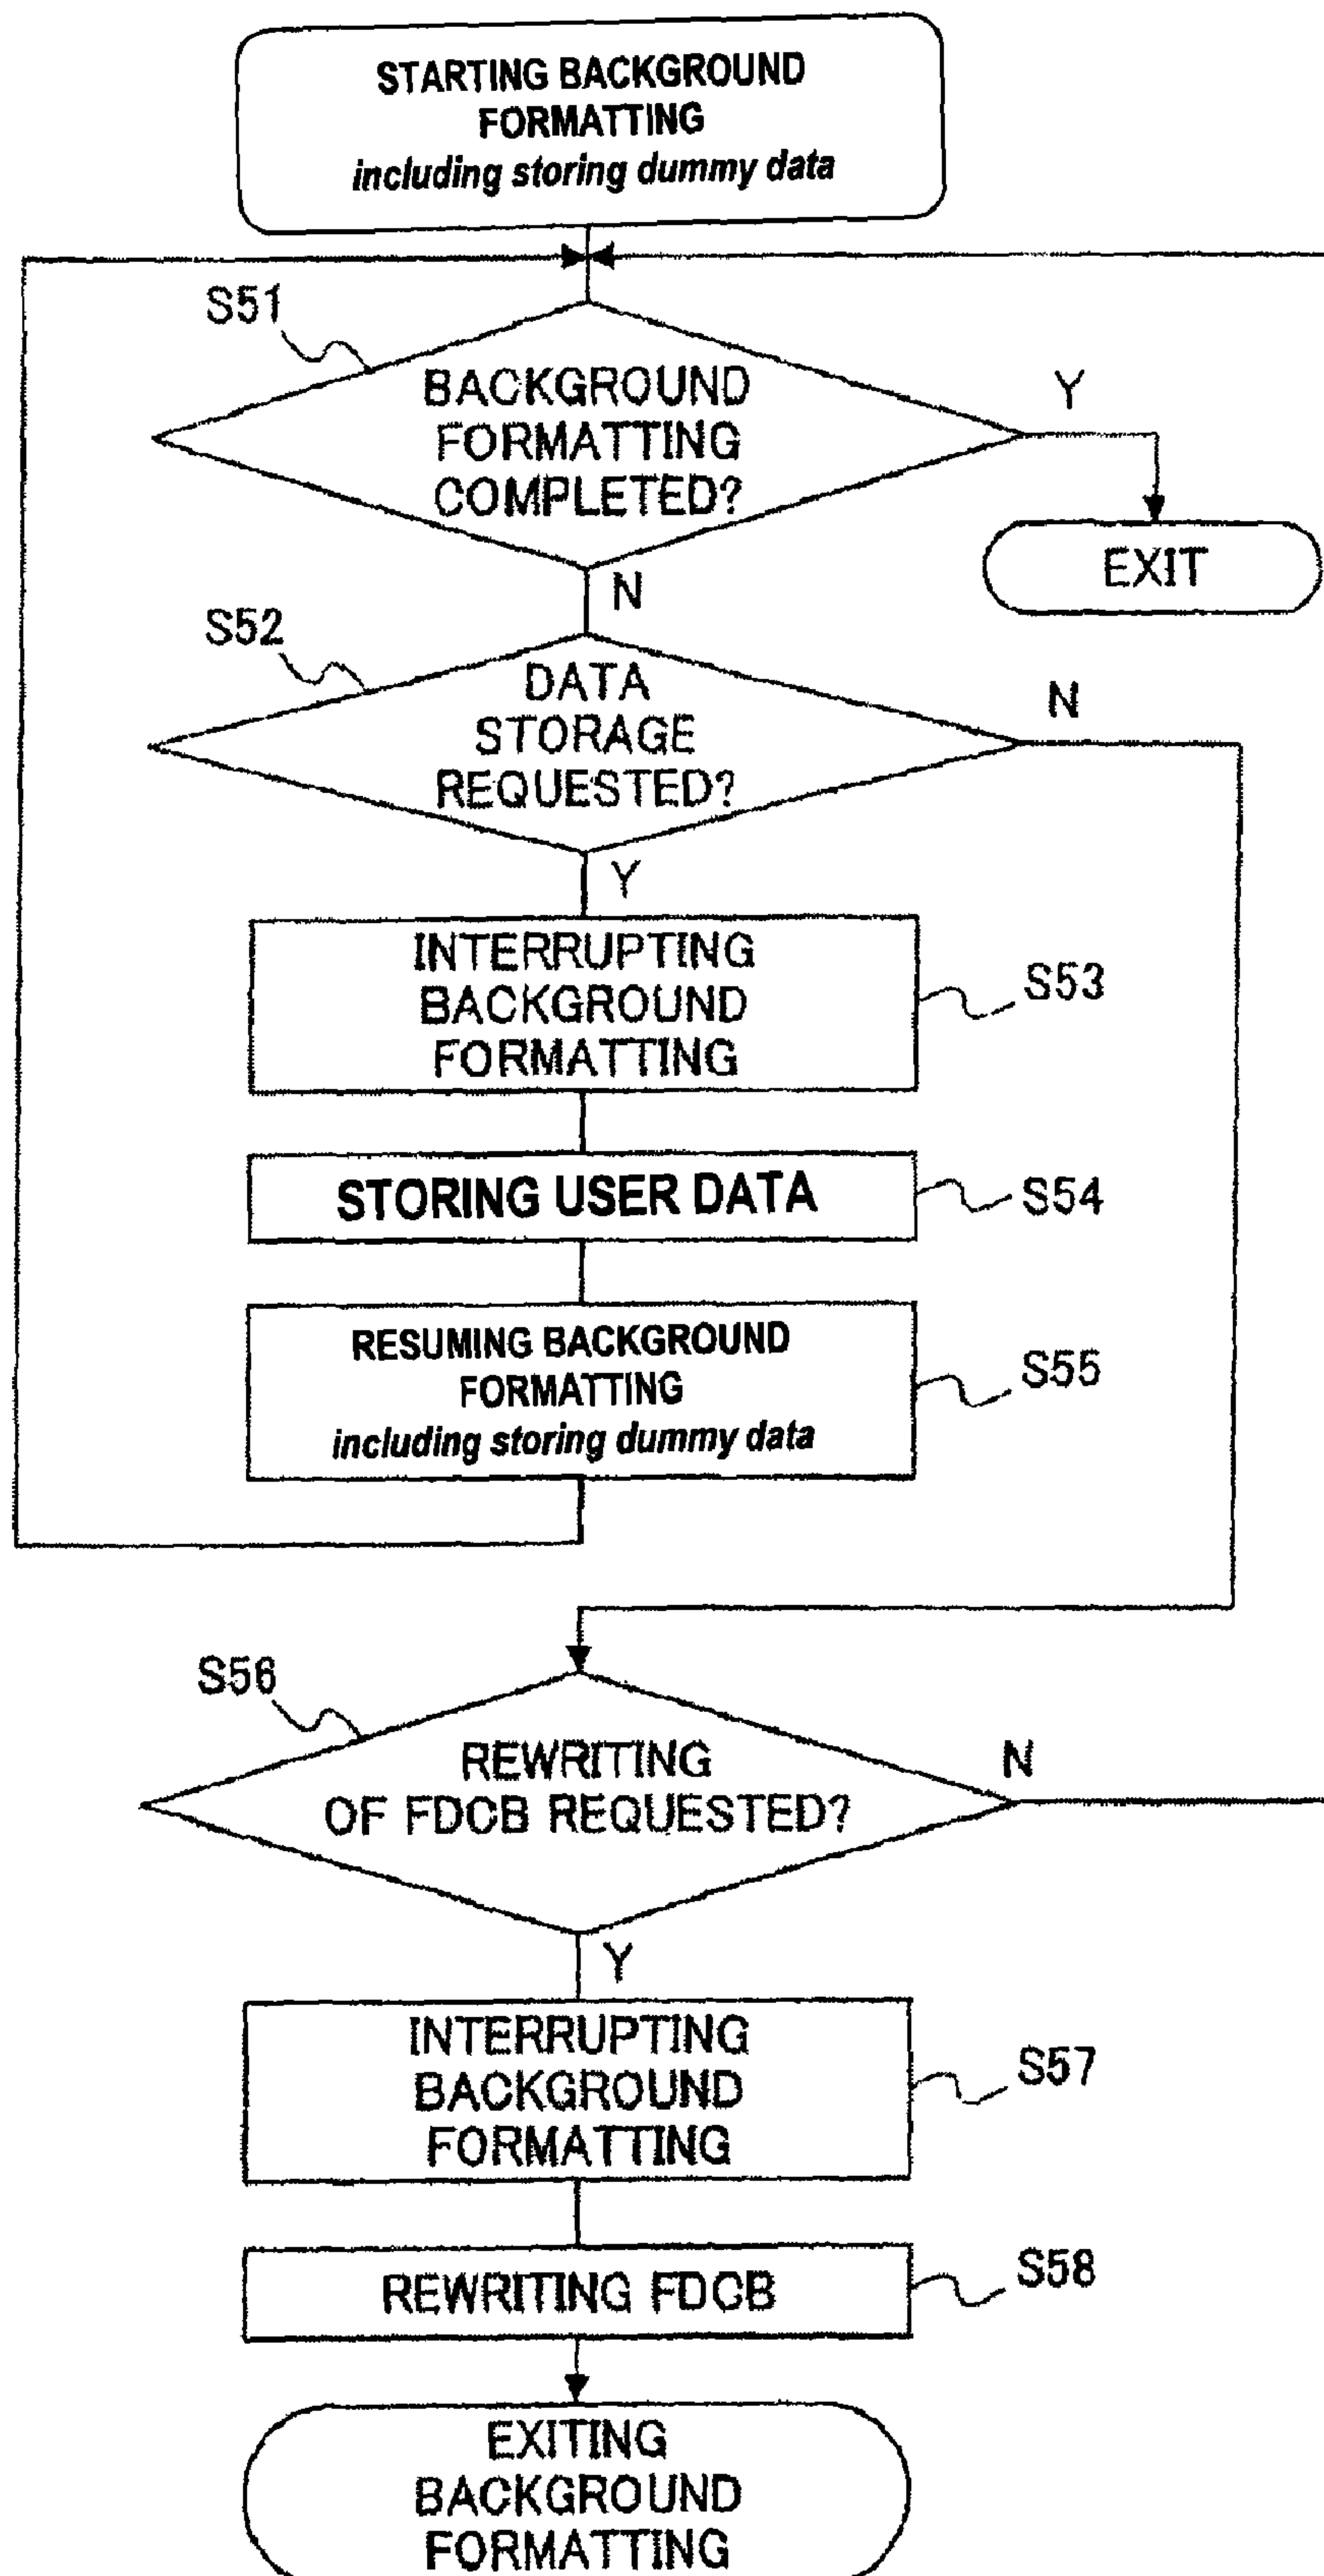 STARTING BACKGROUND
FORMATTING
including storing dummy data
S51
BACKGROUND
FORMATTING
COMPLETED?
Y
EXIT
N
S52
DATA
STORAGE
REQUESTED?
N
Y
INTERRUPTING
BACKGROUND
FORMATTING
S53
STORING USER DATA
S54
RESUMING BACKGROUND
FORMATTING
including storing dummy data
S55
S56
REWRITING
OF FDCB REQUESTED?
N
Y
INTERRUPTING
BACKGROUND
FORMATTING
S57
REWRITING FDCB
S58
EXITING
BACKGROUND
FORMATTING